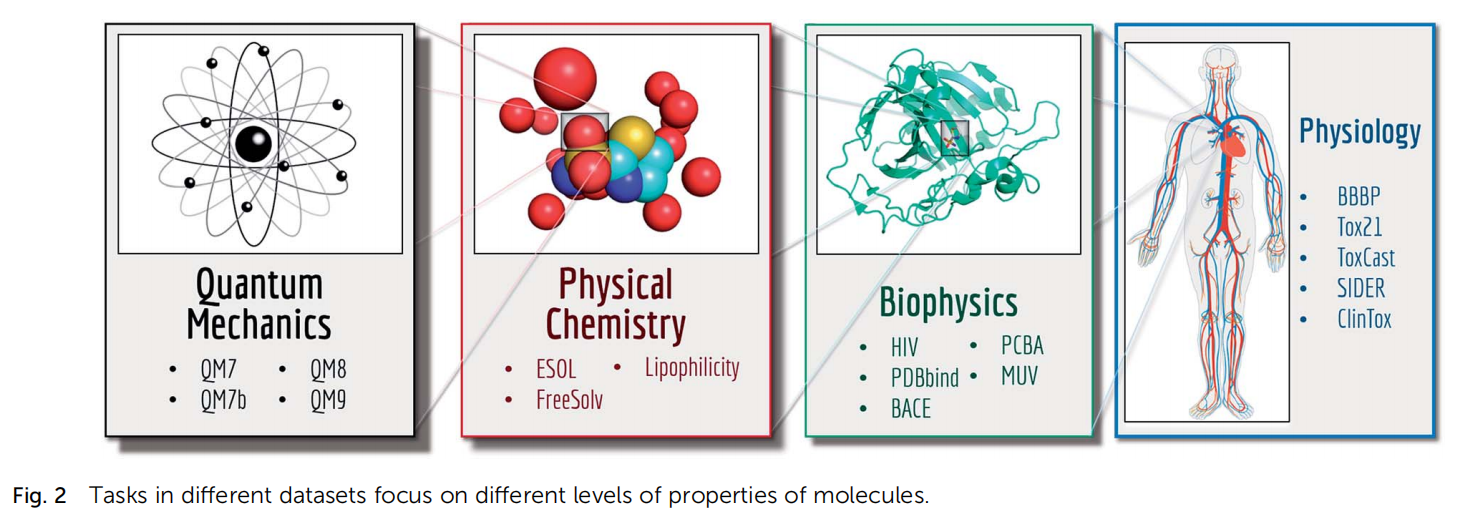 Quantum
Mechanics
• QM7
• QM8
• QM7b
• QM9
Physical
Chemistry
• ESOL
• Lipophilicity
• FreeSolv
Biophysics
• HIV
• PCBA
• PDBbind
• MUV
• BACE
Physiology
• BBBP
• Tox21
• ToxCast
• SIDER
• ClinTox
Fig. 2 Tasks in different datasets focus on different levels of properties of molecules.